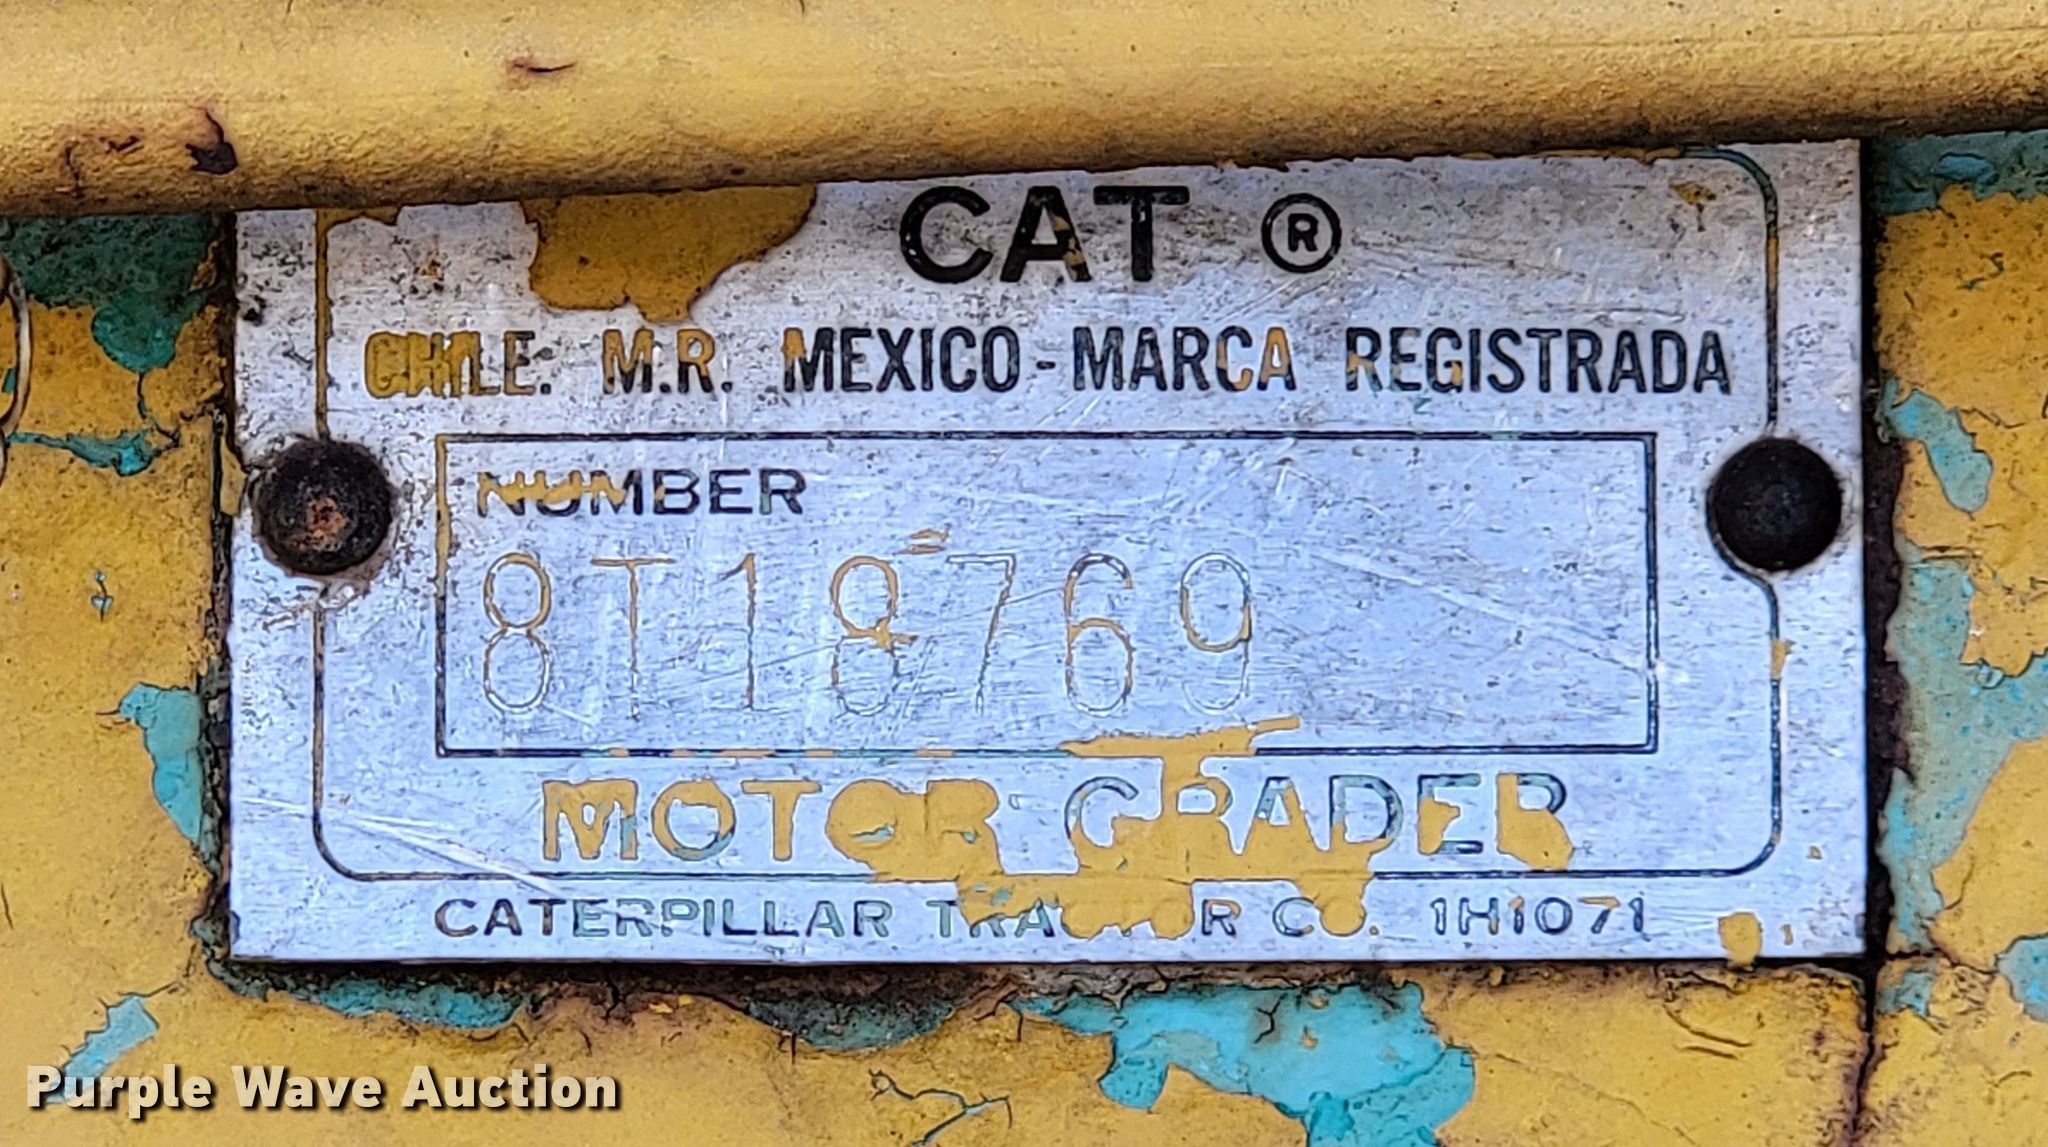 CAT ®
CHILE: M.R. MEXICO - MARCA REGISTRADA
NUMBER
8T18769
MOTOR GRADER
CATERPILLAR TRACTOR CO. 1H1071
Purple Wave Auction